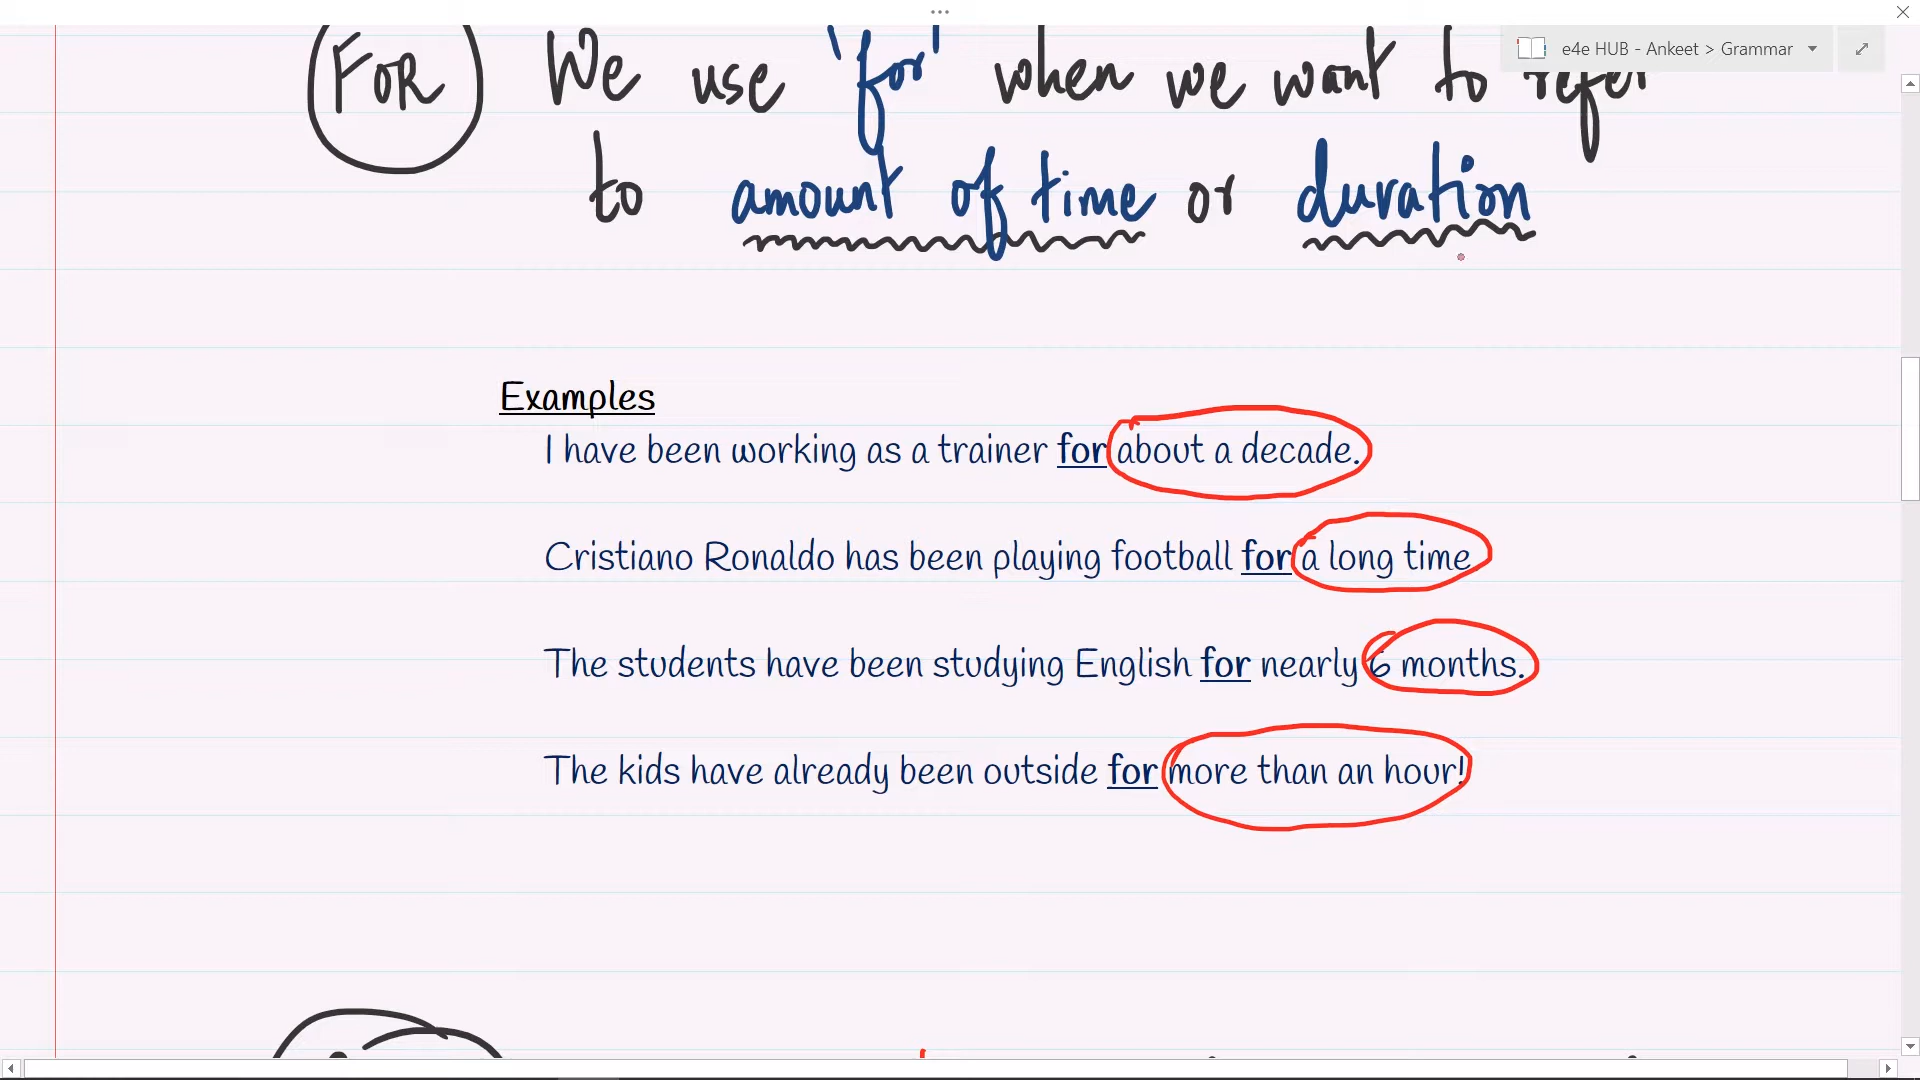 e4e HUB - Ankeet > Grammar
FOR We use 'for' when we want to refer
to amount of time or duration
Examples
I have been working as a trainer for about a decade.
Cristiano Ronaldo has been playing football for a long time
The students have been studying English for nearly 6 months.
The kids have already been outside for more than an hour!